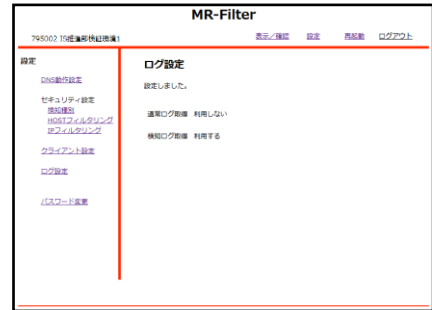 MR-Filter
795002 IS推進部検証環境1
表示／確認 設定 再起動 ログアウト
設定
DNS動作設定
セキュリティ設定
検知種別
HOSTフィルタリング
IPフィルタリング
クライアント設定
ログ設定
パスワード変更
ログ設定
設定しました。
通常ログ取得 利用しない
検知ログ取得 利用する